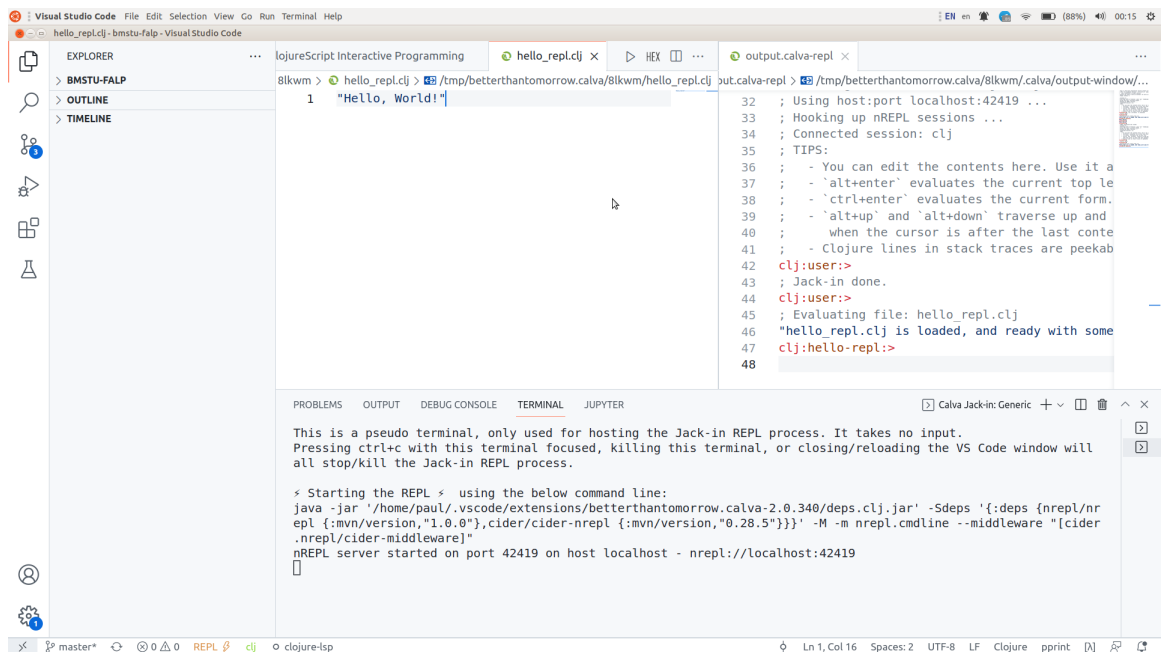 Visual Studio Code File Edit Selection View Go Run Terminal Help
EN en (88%) 00:15
hello_repl.clj - bmstu-falp - Visual Studio Code
EXPLORER
BMSTU-FALP
OUTLINE
TIMELINE
3
lojureScript Interactive Programming hello_repl.clj HEX
8lkwm > hello_repl.clj > /tmp/betterthantomorrow.calva/8lkwm/hello_repl.clj
1 "Hello, World!"
output.calva-repl
out.calva-repl > /tmp/betterthantomorrow.calva/8lkwm/.calva/output-window/...
32 ; Using host:port localhost:42419 ...
33 ; Hooking up nREPL sessions ...
34 ; Connected session: clj
35 ; TIPS:
36 ;   - You can edit the contents here. Use it a
37 ;   - `alt+enter` evaluates the current top le
38 ;   - `ctrl+enter` evaluates the current form.
39 ;   - `alt+up` and `alt+down` traverse up and
40 ;      when the cursor is after the last conte
41 ;   - Clojure lines in stack traces are peekab
42 clj:user:>
43 ; Jack-in done.
44 clj:user:>
45 ; Evaluating file: hello_repl.clj
46 "hello_repl.clj is loaded, and ready with some
47 clj:hello-repl:>
48
PROBLEMS OUTPUT DEBUG CONSOLE TERMINAL JUPYTER Calva Jack-in: Generic
This is a pseudo terminal, only used for hosting the Jack-in REPL process. It takes no input.
Pressing ctrl+c with this terminal focused, killing this terminal, or closing/reloading the VS Code window will
all stop/kill the Jack-in REPL process.
⚡ Starting the REPL ⚡ using the below command line:
java -jar '/home/paul/.vscode/extensions/betterthantomorrow.calva-2.0.340/deps.clj.jar' -Sdeps '{:deps {nrepl/nr
epl {:mvn/version,"1.0.0"},cider/cider-nrepl {:mvn/version,"0.28.5"}}}' -M -m nrepl.cmdline --middleware "[cider
.nrepl/cider-middleware]"
nREPL server started on port 42419 on host localhost - nrepl://localhost:42419
1
master* 0 0 REPL clj clojure-lsp Ln 1, Col 16 Spaces: 2 UTF-8 LF Clojure pprint [λ]